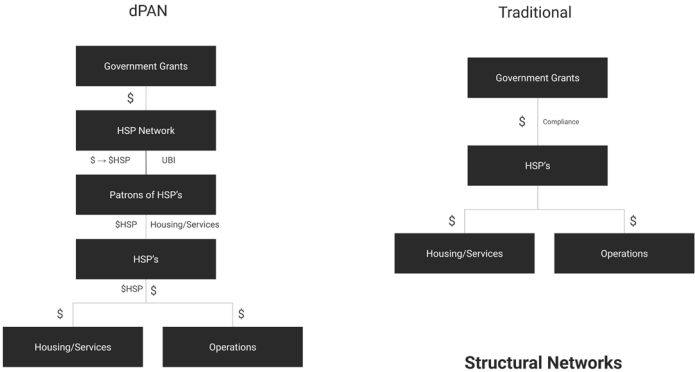 dPAN
Government Grants
$
HSP Network
$ → $HSP UBI
Patrons of HSP's
$HSP Housing/Services
HSP's
$HSP $
$ $
Housing/Services Operations
Traditional
Government Grants
$ Compliance
HSP's
$ $
Housing/Services Operations
Structural Networks